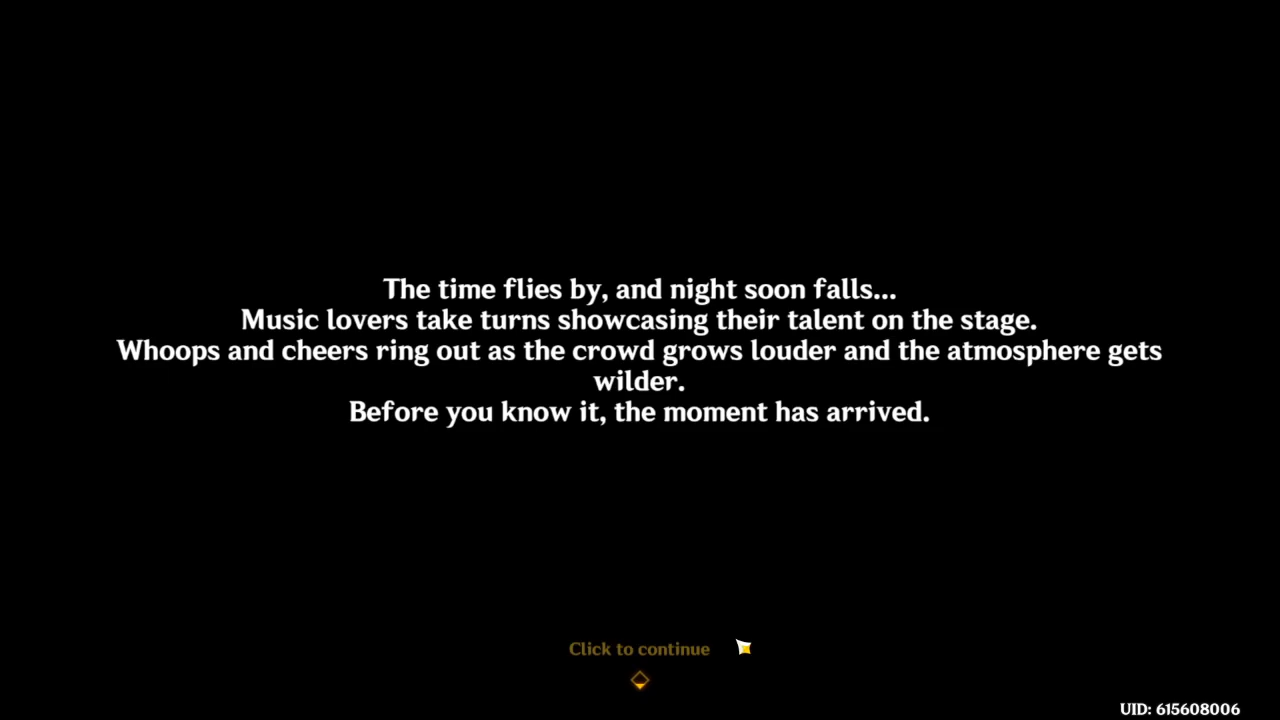 The time flies by, and night soon falls...
Music lovers take turns showcasing their talent on the stage.
Whoops and cheers ring out as the crowd grows louder and the atmosphere gets
wilder.
Before you know it, the moment has arrived.
Click to continue
UID: 615608006